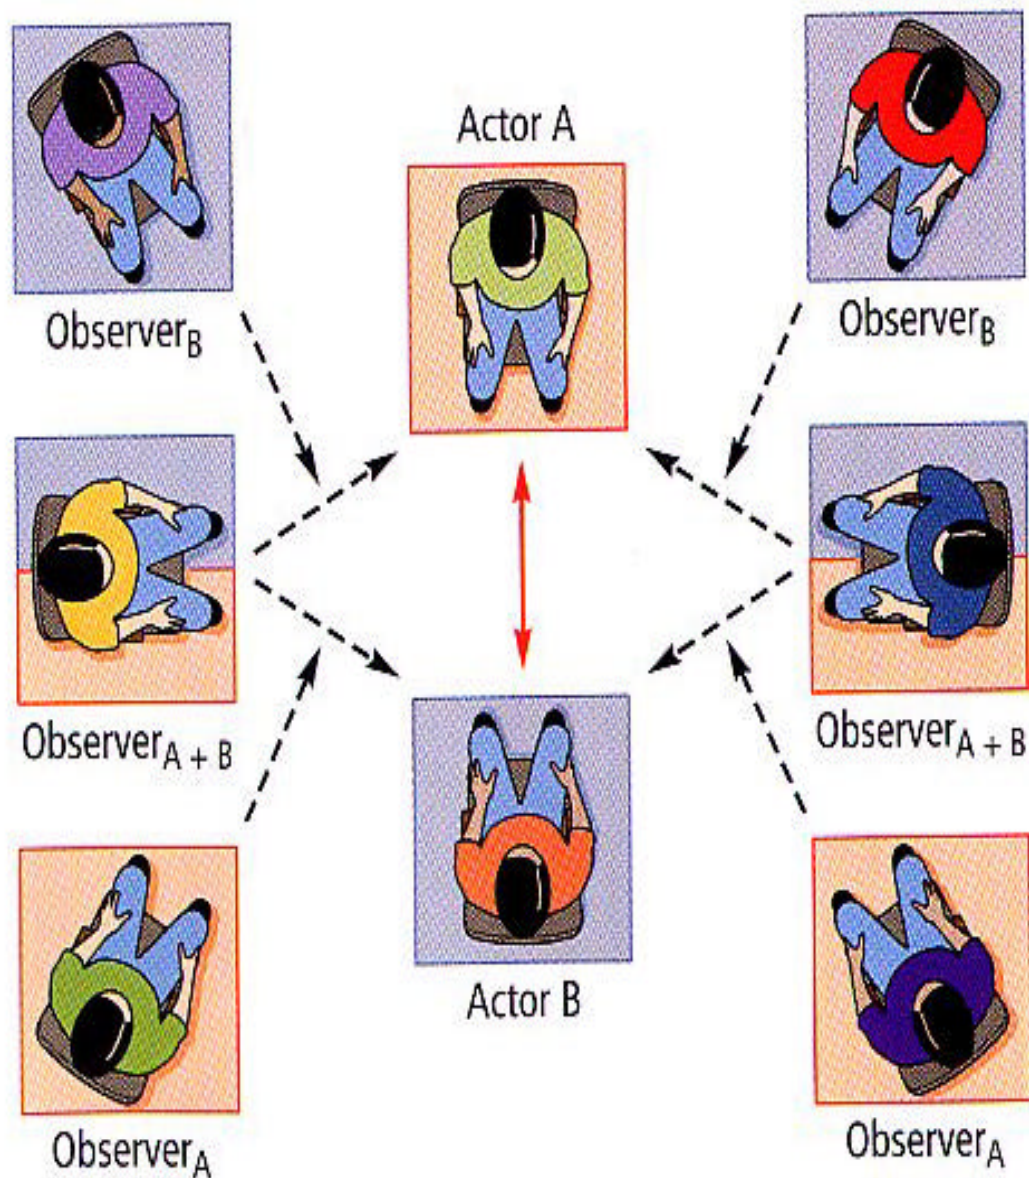 Actor A
Observer_B
Observer_B
Observer_A + B
Observer_A + B
Actor B
Observer_A
Observer_A